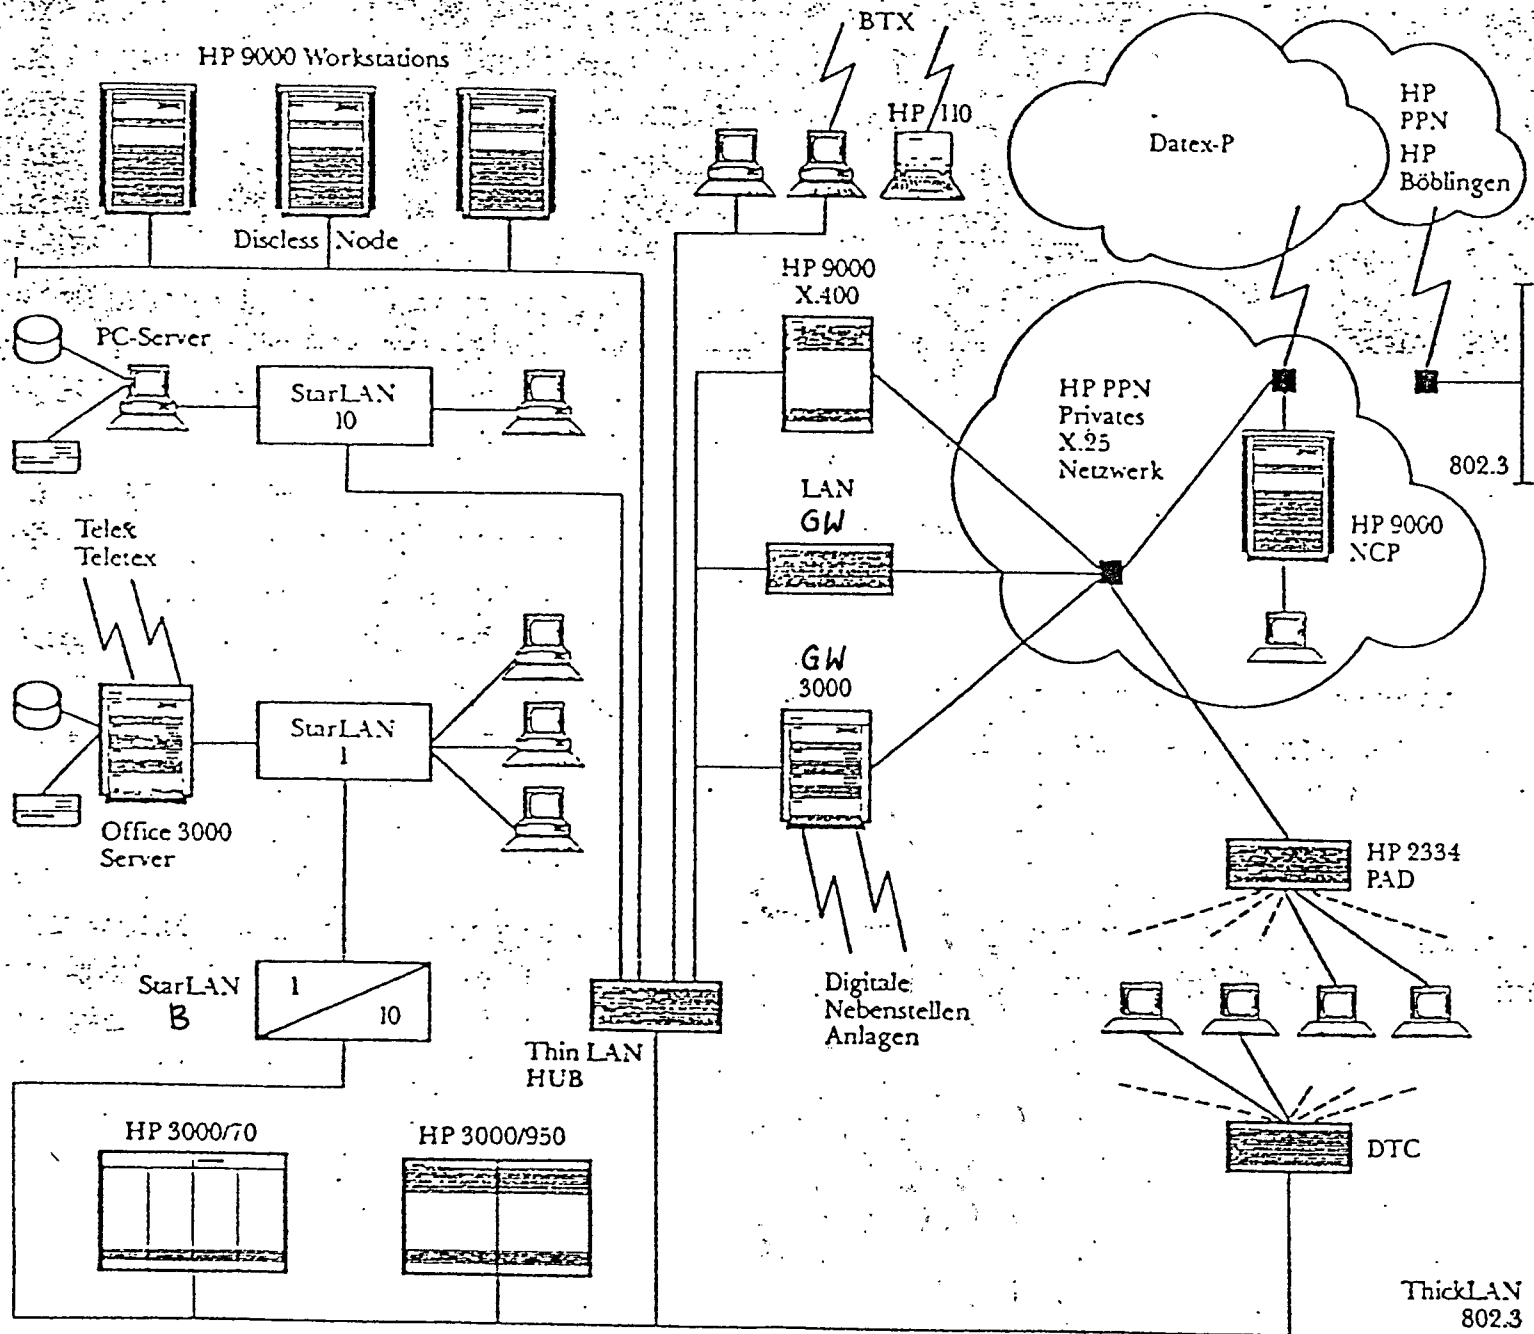 BTX
HP 9000 Workstations
HP 110
Discless Node
Datex-P
HP
PPN
HP
Böblingen
PC-Server
StarLAN
10
HP 9000
X.400
HP PPN
Privates
X.25
Netzwerk
802.3
HP 9000
NCP
LAN
GW
Telex
Teletex
StarLAN
1
GW
3000
Office 3000
Server
HP 2334
PAD
StarLAN
B
1
10
Thin LAN
HUB
Digitale
Nebenstellen
Anlagen
HP 3000/70
HP 3000/950
DTC
ThickLAN
802.3